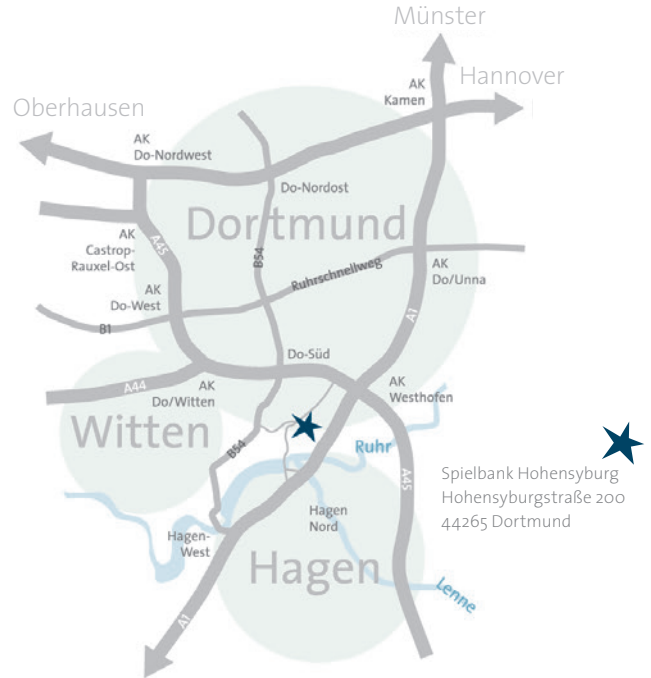 Münster
Hannover
AK
Kamen
Oberhausen
AK
Do-Nordwest
Do-Nordost
Dortmund
AK
Castrop-
Rauxel-Ost
A45
B54
Ruhrschnellweg
AK
Do/Unna
AK
Do-West
B1
A1
Do-Süd
A44
AK
Do/Witten
AK
Westhofen
Witten
B54
Ruhr
A45
Spielbank Hohensyburg
Hohensyburgstraße 200
44265 Dortmund
Hagen
Nord
Hagen-
West
Hagen
Lenne
A1